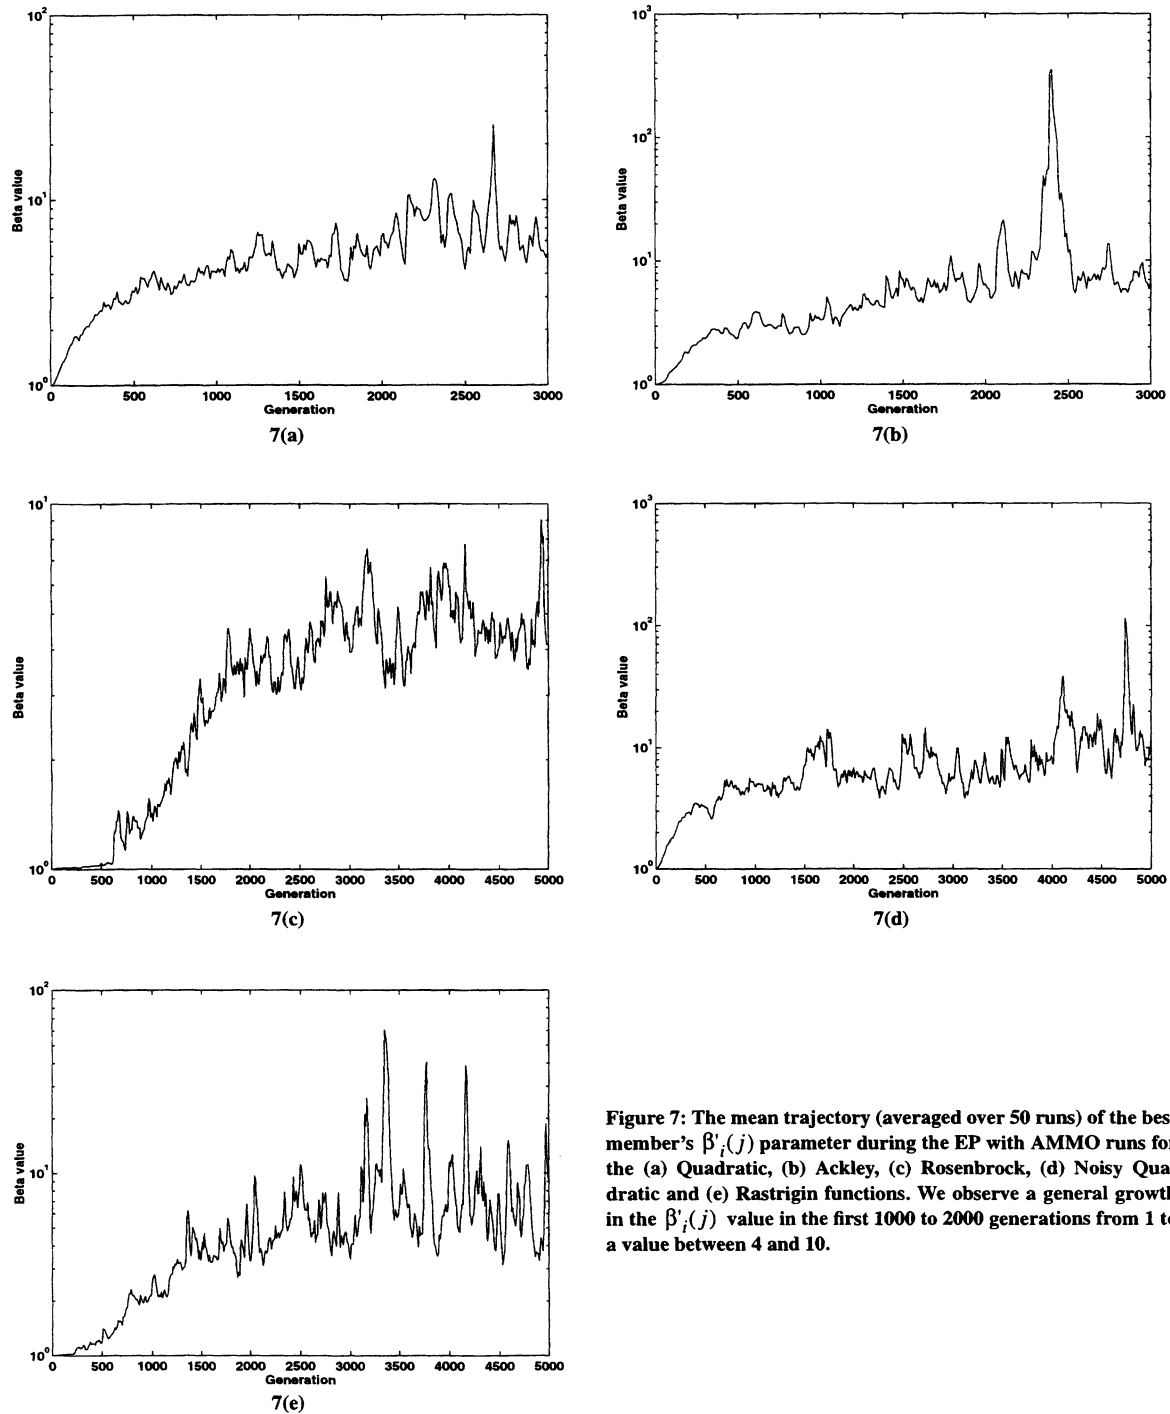 10²
10¹
10⁰
Beta value
0 500 1000 1500 2000 2500 3000
Generation
7(a)
10³
10²
10¹
10⁰
Beta value
0 500 1000 1500 2000 2500 3000
Generation
7(b)
10¹
10⁰
Beta value
0 500 1000 1500 2000 2500 3000 3500 4000 4500 5000
Generation
7(c)
10³
10²
10¹
10⁰
Beta value
0 500 1000 1500 2000 2500 3000 3500 4000 4500 5000
Generation
7(d)
10²
10¹
10⁰
Beta value
0 500 1000 1500 2000 2500 3000 3500 4000 4500 5000
Generation
7(e)
Figure 7: The mean trajectory (averaged over 50 runs) of the bes
member's β'ᵢ(j) parameter during the EP with AMMO runs for
the (a) Quadratic, (b) Ackley, (c) Rosenbrock, (d) Noisy Qua
dratic and (e) Rastrigin functions. We observe a general growth
in the β'ᵢ(j) value in the first 1000 to 2000 generations from 1 to
a value between 4 and 10.